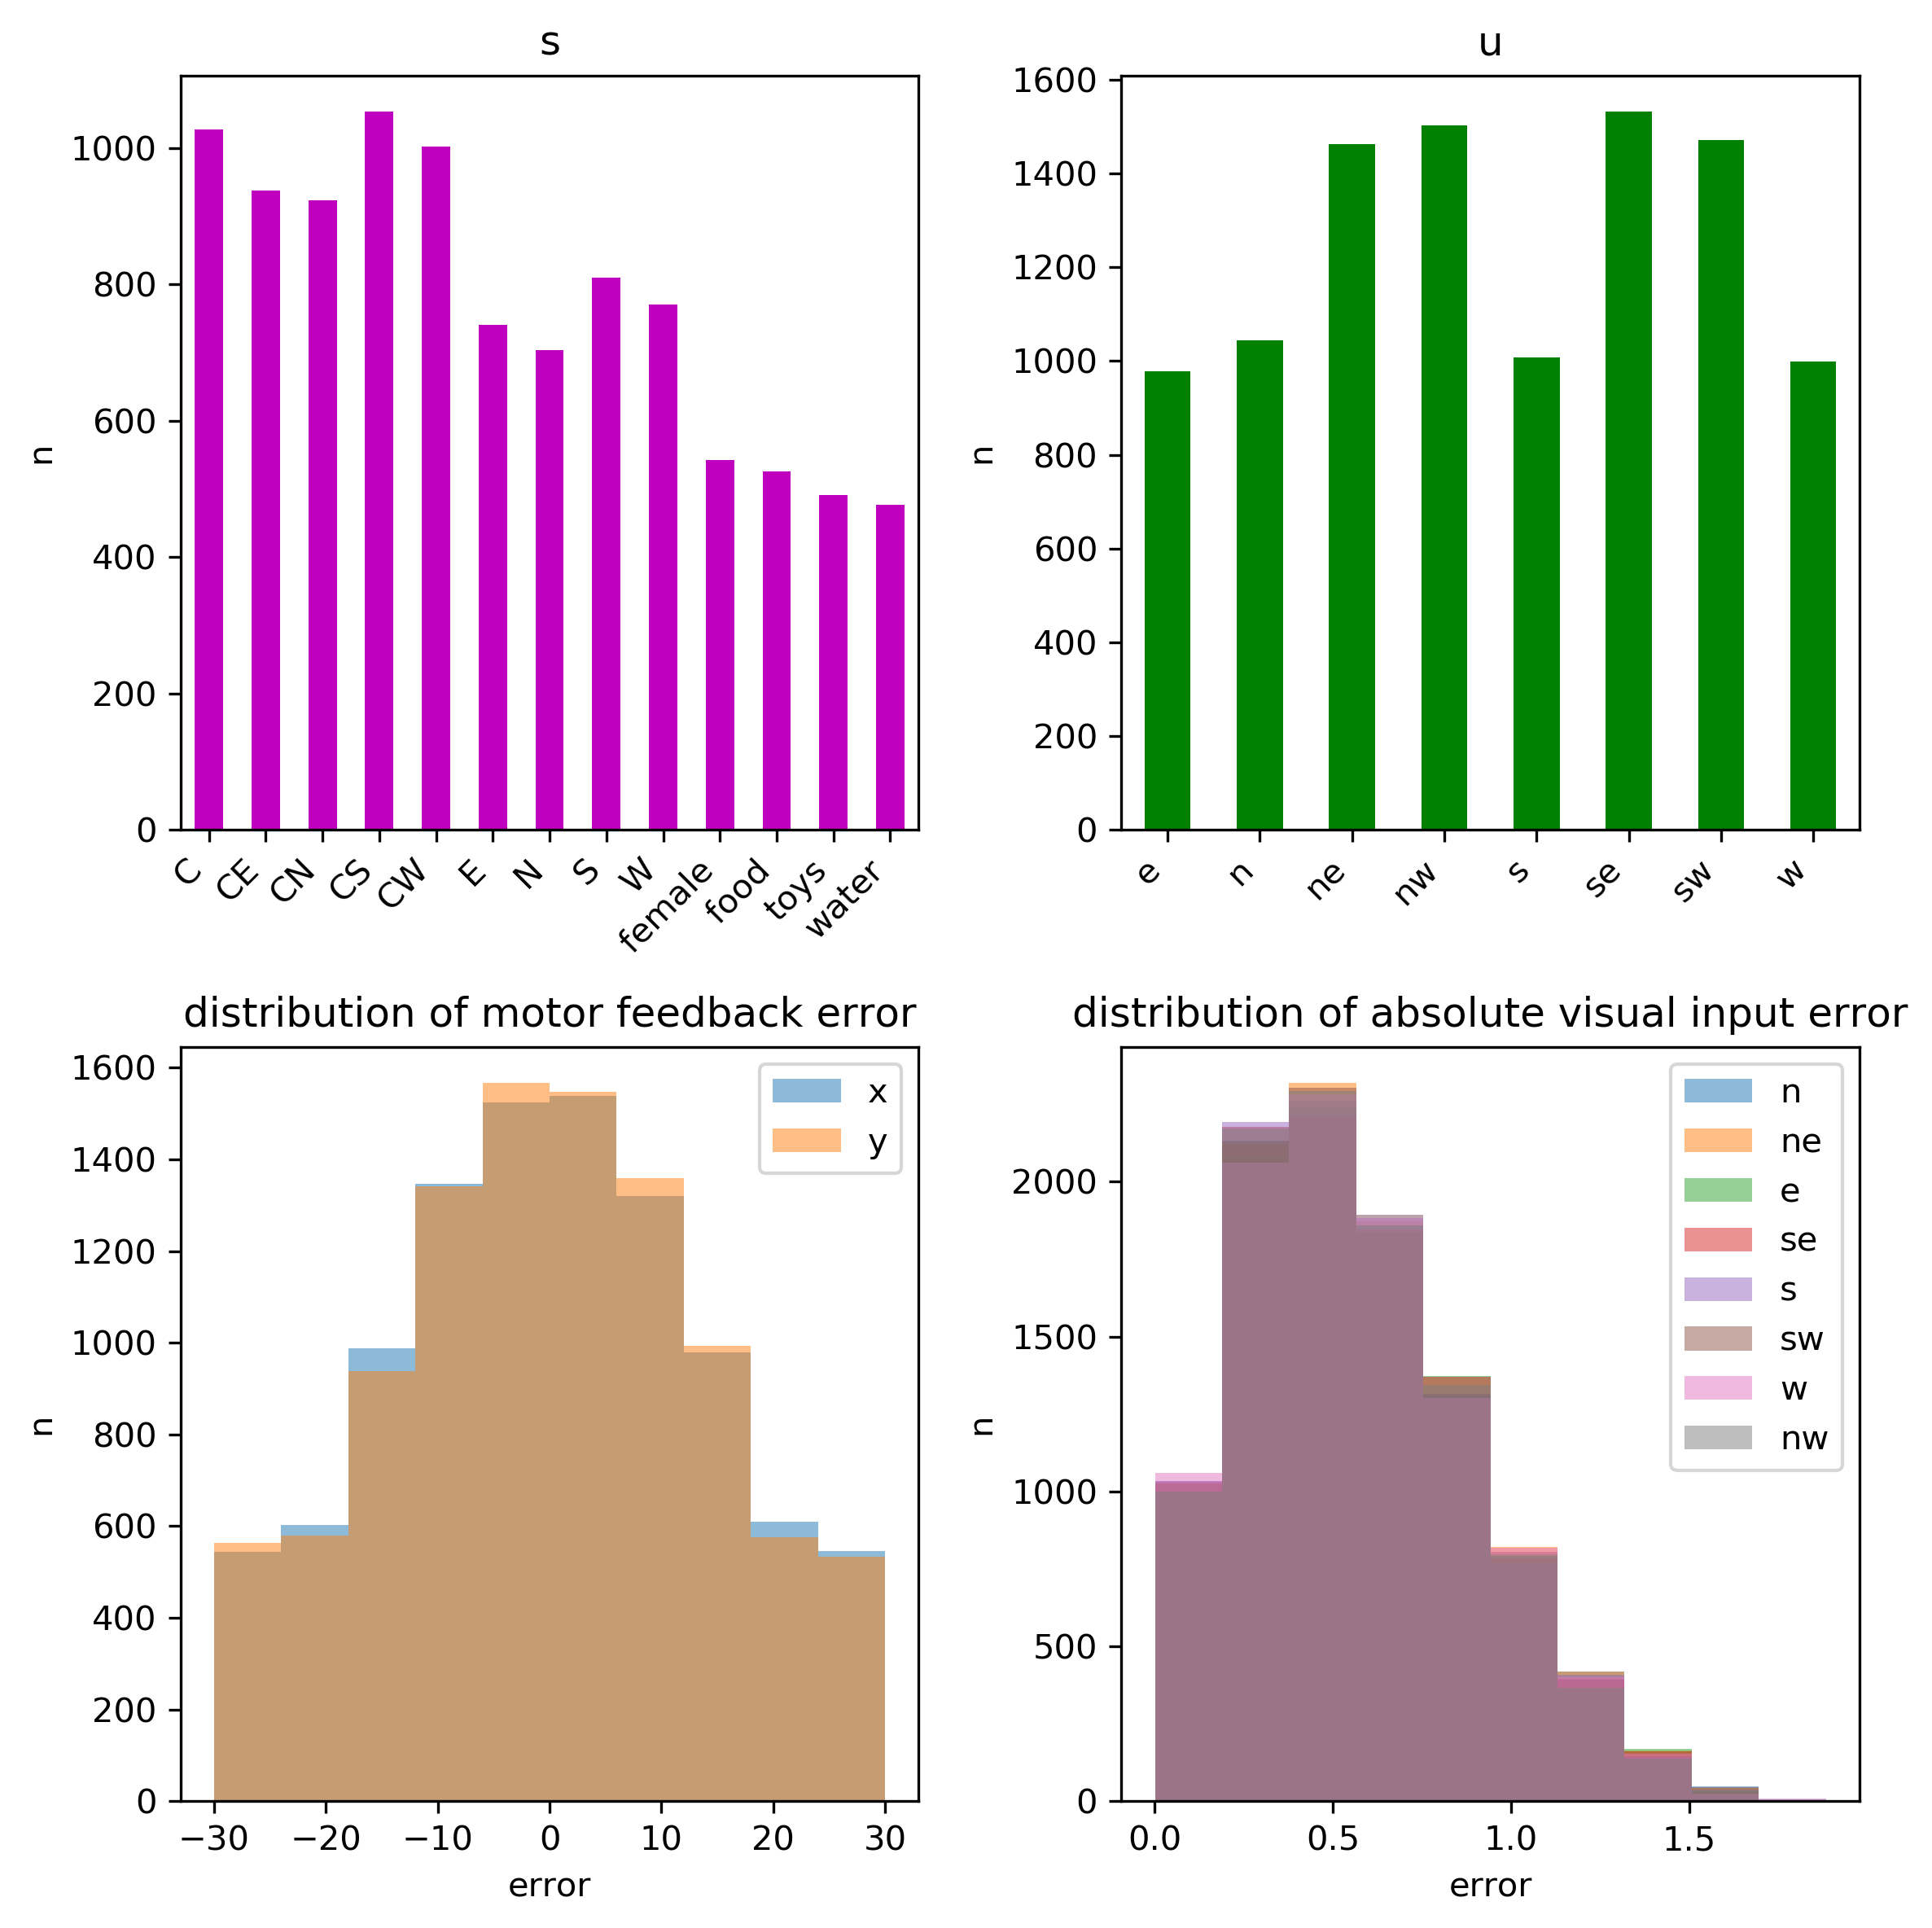 s
n
1000
800
600
400
200
0
C
CE
CN
CS
CW
E
N
S
W
female
food
toys
water
u
n
1600
1400
1200
1000
800
600
400
200
0
e
n
ne
nw
s
se
sw
w
distribution of motor feedback error
n
1600
1400
1200
1000
800
600
400
200
0
x
y
−30
−20
−10
0
10
20
30
error
distribution of absolute visual input error
n
2000
1500
1000
500
0
n
ne
e
se
s
sw
w
nw
0.0
0.5
1.0
1.5
error